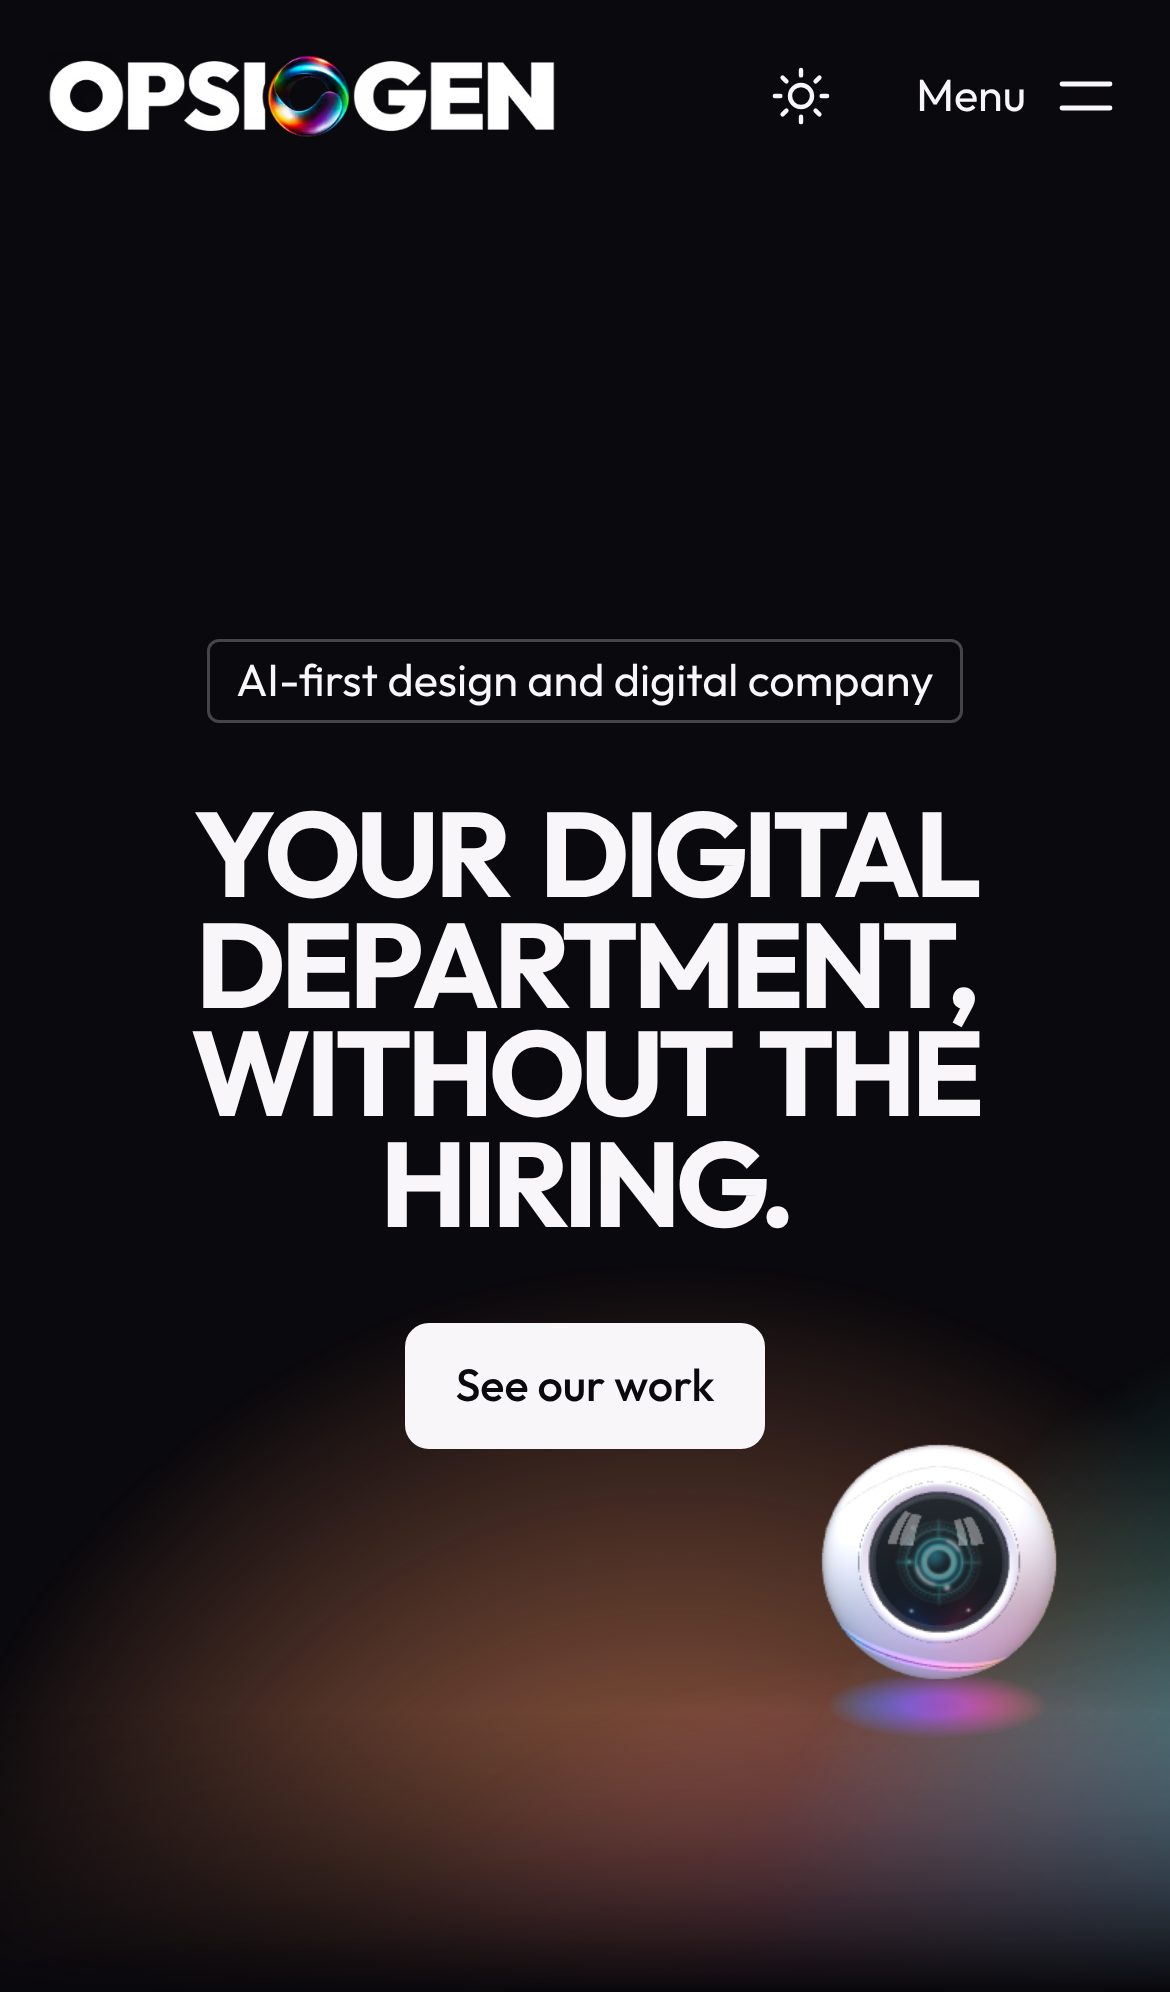 OPSIOGEN
Menu
AI-first design and digital company
YOUR DIGITAL
DEPARTMENT,
WITHOUT THE
HIRING.
See our work